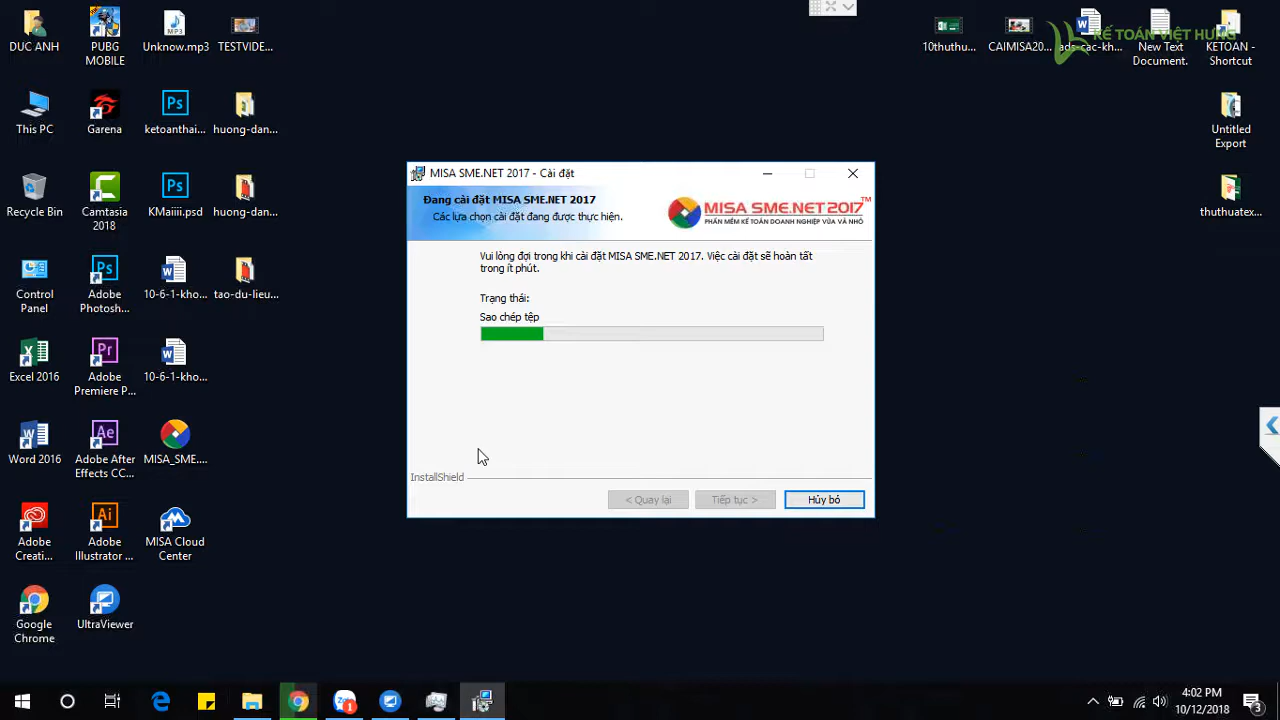 DUC ANH
PUBG
MOBILE
Unknow.mp3
TESTVIDE...
10thuthu...
CAIMISA20...
ads-cac-kh...
New Text
Document.
KETOAN -
Shortcut
KẾ TOÁN VIỆT HƯNG
This PC
Garena
ketoanthai...
huong-dan...
Untitled
Export
Recycle Bin
Camtasia
2018
KMaiiii.psd
huong-dan...
thuthuatex...
Control
Panel
Adobe
Photosh...
10-6-1-kho...
tao-du-lieu...
Excel 2016
Adobe
Premiere P...
10-6-1-kho...
Word 2016
Adobe After
Effects CC...
MISA_SME....
Adobe
Creati...
Adobe
Illustrator ...
MISA Cloud
Center
Google
Chrome
UltraViewer
MISA SME.NET 2017 - Cài đặt
Đang cài đặt MISA SME.NET 2017
Các lựa chọn cài đặt đang được thực hiện.
MISA SME.NET 2017™
PHẦN MỀM KẾ TOÁN DOANH NGHIỆP VỪA VÀ NHỎ
Vui lòng đợi trong khi cài đặt MISA SME.NET 2017. Việc cài đặt sẽ hoàn tất
trong ít phút.
Trạng thái:
Sao chép tệp
InstallShield
< Quay lại
Tiếp tục >
Hủy bỏ
4:02 PM
10/12/2018